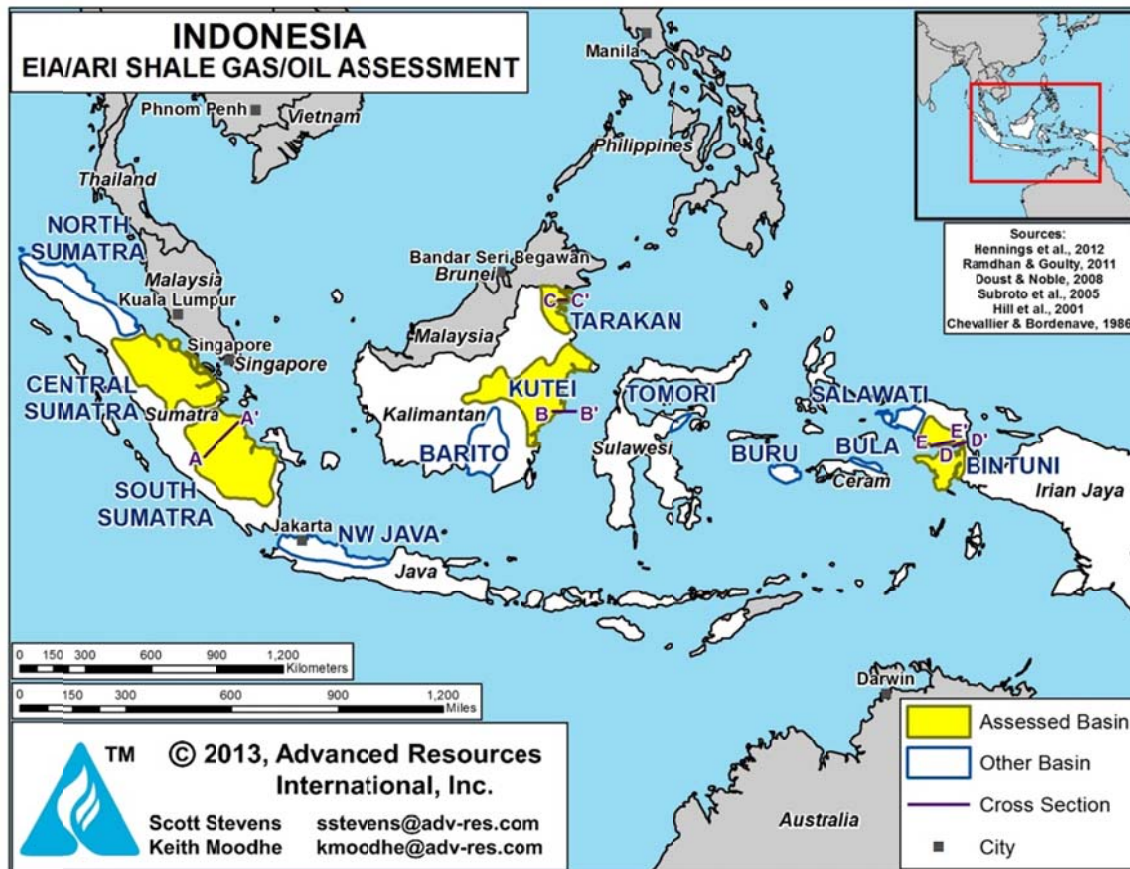 INDONESIA
EIA/ARI SHALE GAS/OIL ASSESSMENT
Manila
Phnom Penh
Vietnam
Philippines
Thailand
NORTH
SUMATRA
Bandar Seri Begawan
Brunei
Malaysia
Kuala Lumpur
C C'
TARAKAN
Malaysia
Singapore
Singapore
CENTRAL
SUMATRA
Sumatra
A'
A
KUTEI
Kalimantan
B B'
TOMORI
SALAWATI
Sulawesi
BARITO
BURU
BULA
E E'
D D'
BINTUNI
Ceram
Irian Jaya
SOUTH
SUMATRA
Jakarta
NW JAVA
Java
Sources:
Hennings et al., 2012
Ramdhan & Goulty, 2011
Doust & Noble, 2008
Subroto et al., 2005
Hill et al., 2001
Chevallier & Bordenave, 1986
0 150 300 600 900 1,200
Kilometers
0 150 300 600 900 1,200
Miles
Darwin
Australia
TM
© 2013, Advanced Resources
International, Inc.
Scott Stevens sstevens@adv-res.com
Keith Moodhe kmoodhe@adv-res.com
Assessed Basin
Other Basin
Cross Section
City